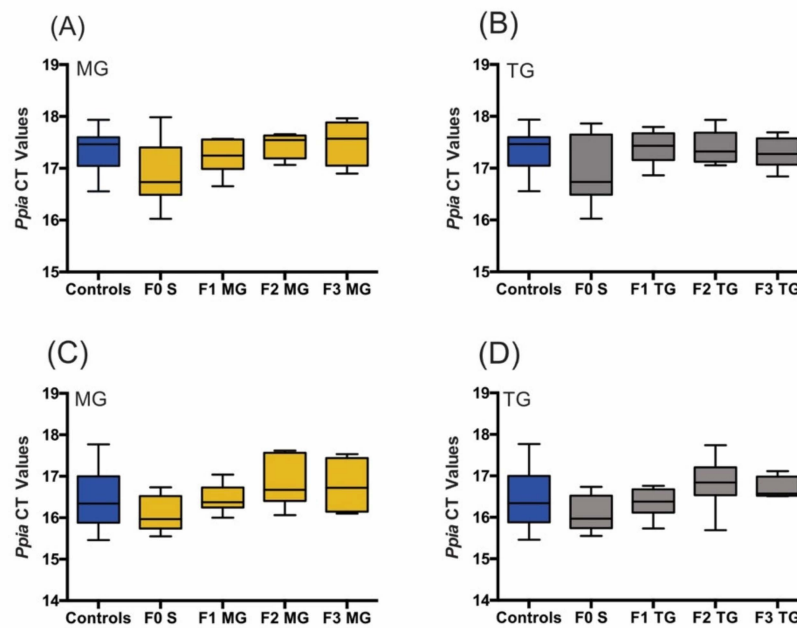 (A)
MG
19
18
17
16
15
Ppia CT Values
Controls F0 S F1 MG F2 MG F3 MG
(B)
TG
19
18
17
16
15
Ppia CT Values
Controls F0 S F1 TG F2 TG F3 TG
(C)
MG
19
18
17
16
15
14
Ppia CT Values
Controls F0 S F1 MG F2 MG F3 MG
(D)
TG
19
18
17
16
15
14
Ppia CT Values
Controls F0 S F1 TG F2 TG F3 TG